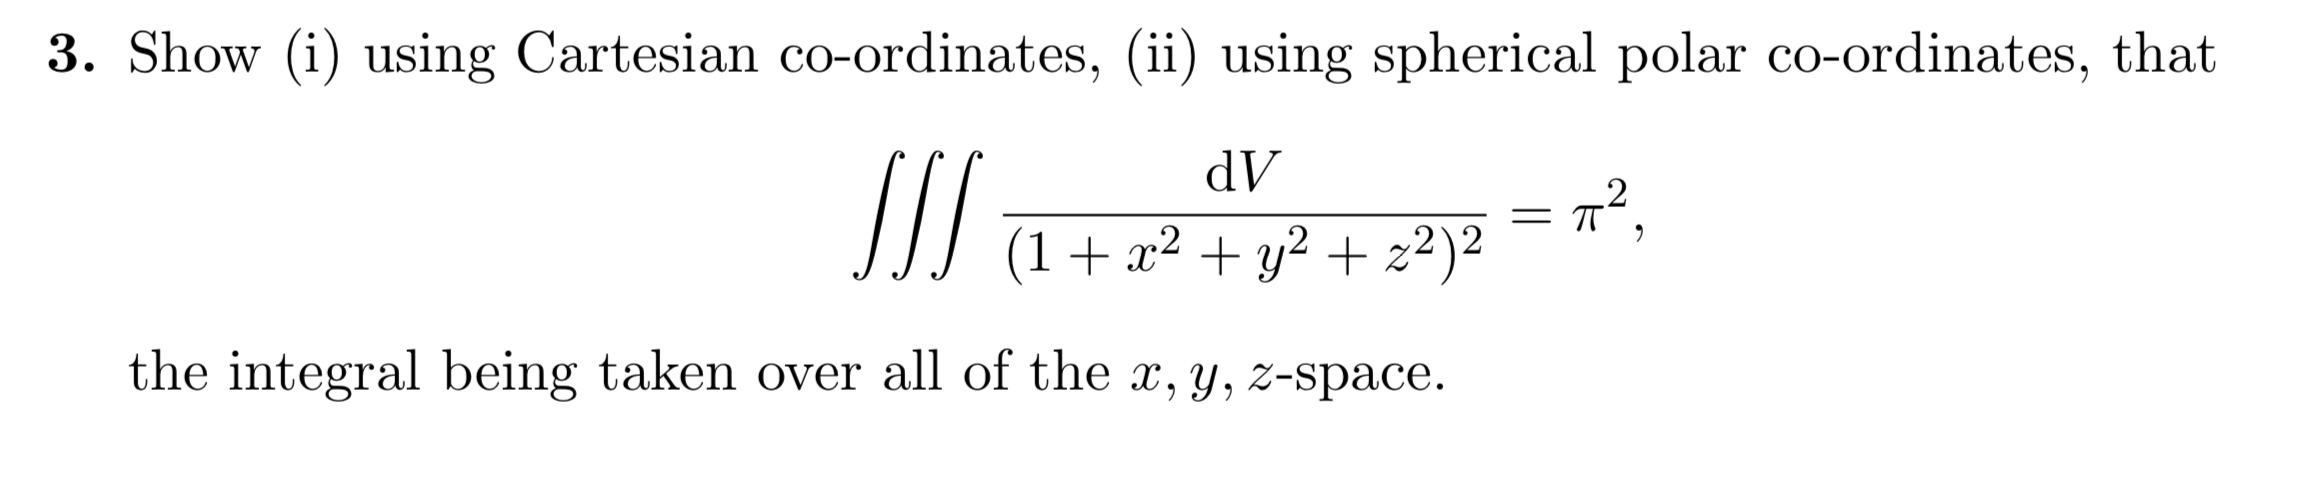 3. Show (i) using Cartesian co-ordinates, (ii) using spherical polar co-ordinates, that
∭ dV/(1 + x² + y² + z²)² = π²,
the integral being taken over all of the x, y, z-space.